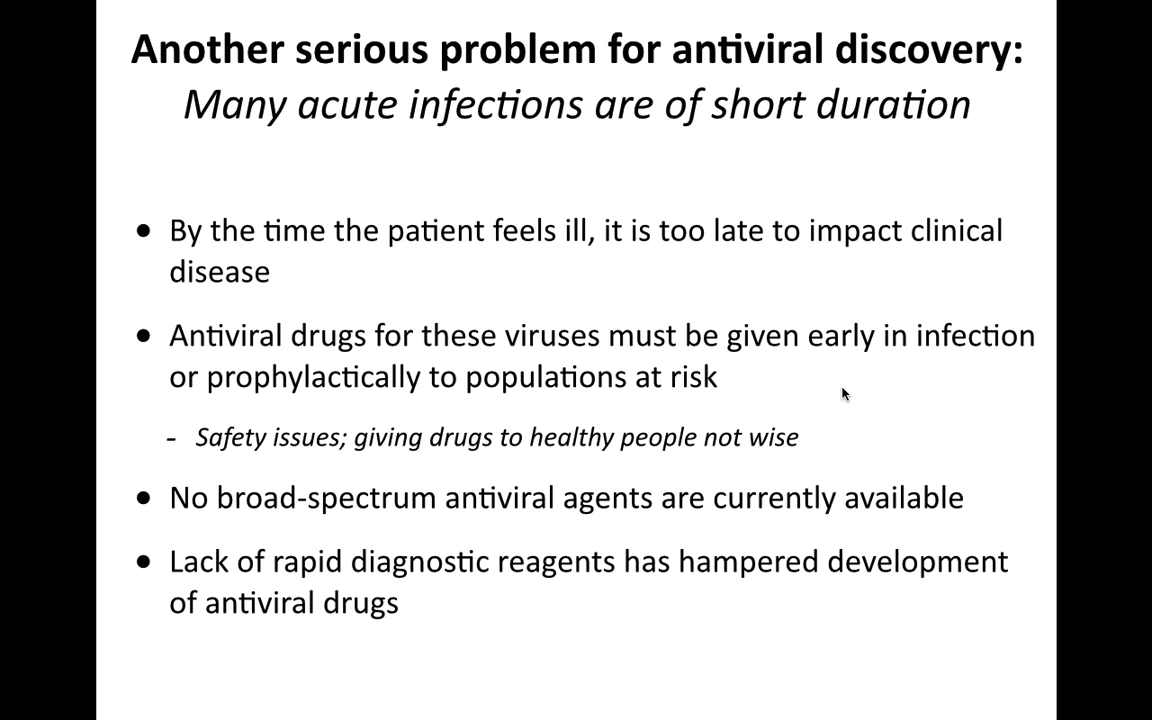 Another serious problem for antiviral discovery:
Many acute infections are of short duration
• By the time the patient feels ill, it is too late to impact clinical
disease
• Antiviral drugs for these viruses must be given early in infection
or prophylactically to populations at risk
- Safety issues; giving drugs to healthy people not wise
• No broad-spectrum antiviral agents are currently available
• Lack of rapid diagnostic reagents has hampered development
of antiviral drugs